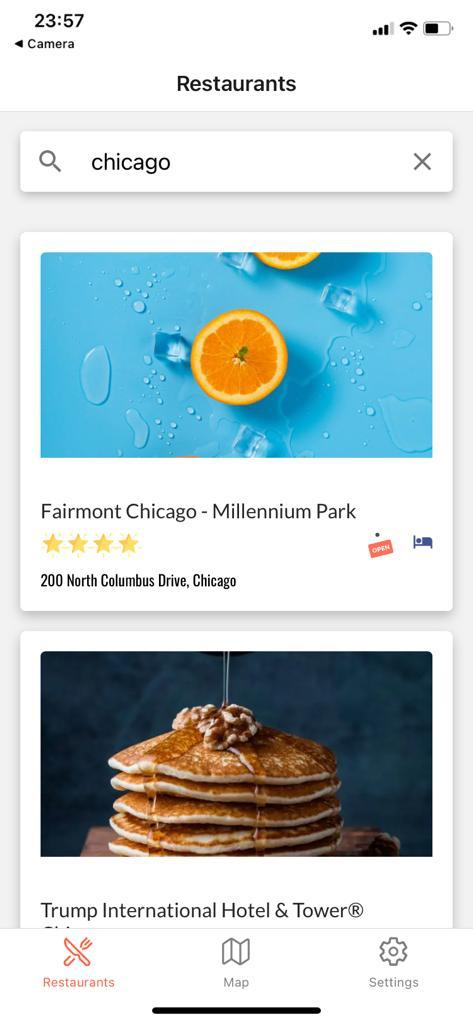 23:57
◀ Camera
Restaurants
chicago
Fairmont Chicago - Millennium Park
OPEN
200 North Columbus Drive, Chicago
Trump International Hotel & Tower®
Restaurants
Map
Settings